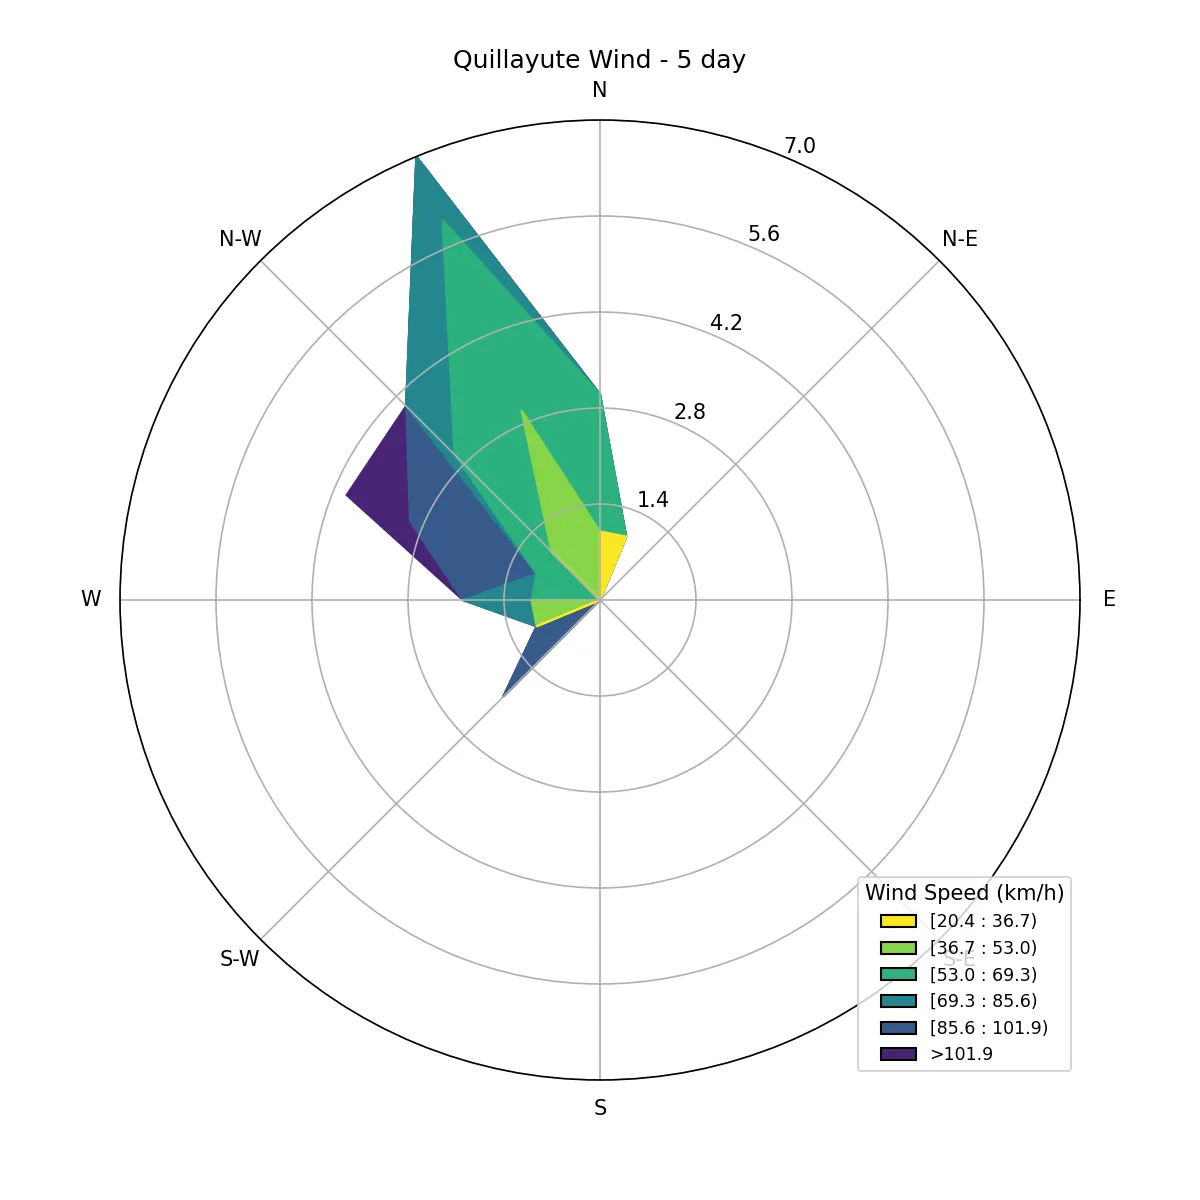 Quillayute Wind - 5 day
N
7.0
N-W
5.6
N-E
4.2
2.8
1.4
W
E
Wind Speed (km/h)
[20.4 : 36.7)
[36.7 : 53.0)
S-W
S-E
[53.0 : 69.3)
[69.3 : 85.6)
[85.6 : 101.9)
>101.9
S